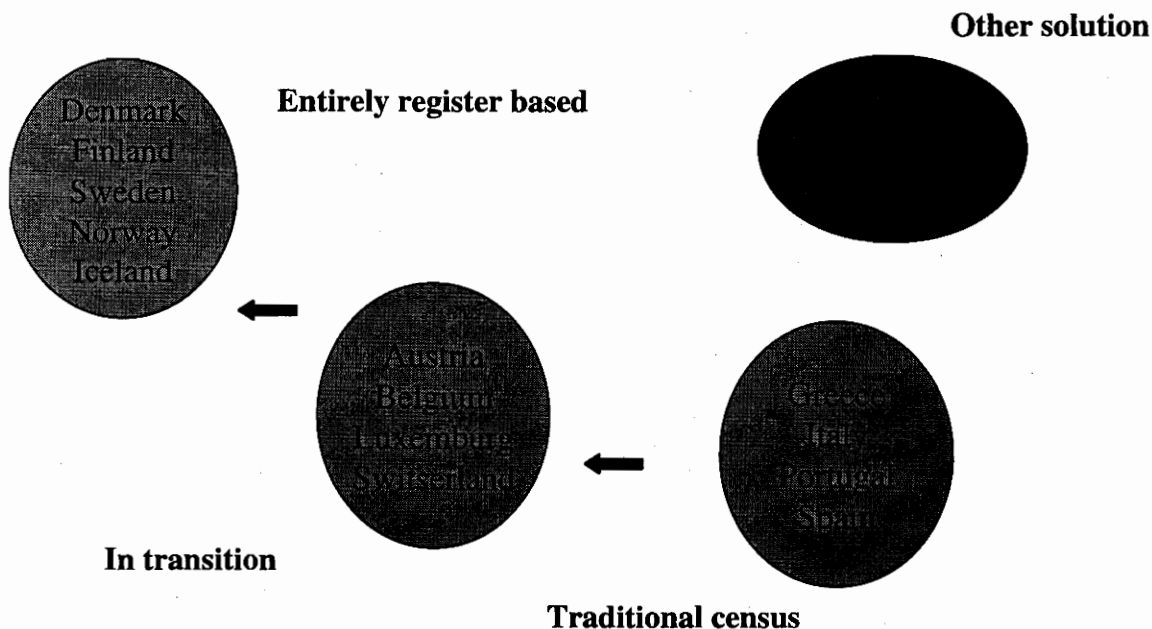 Other solution
Entirely register based
Denmark
Finland
Sweden
Norway
Iceland
Austria
Belgium
Luxemburg
Switserland
Greece
Italy
Portugal
Spain
In transition
Traditional census